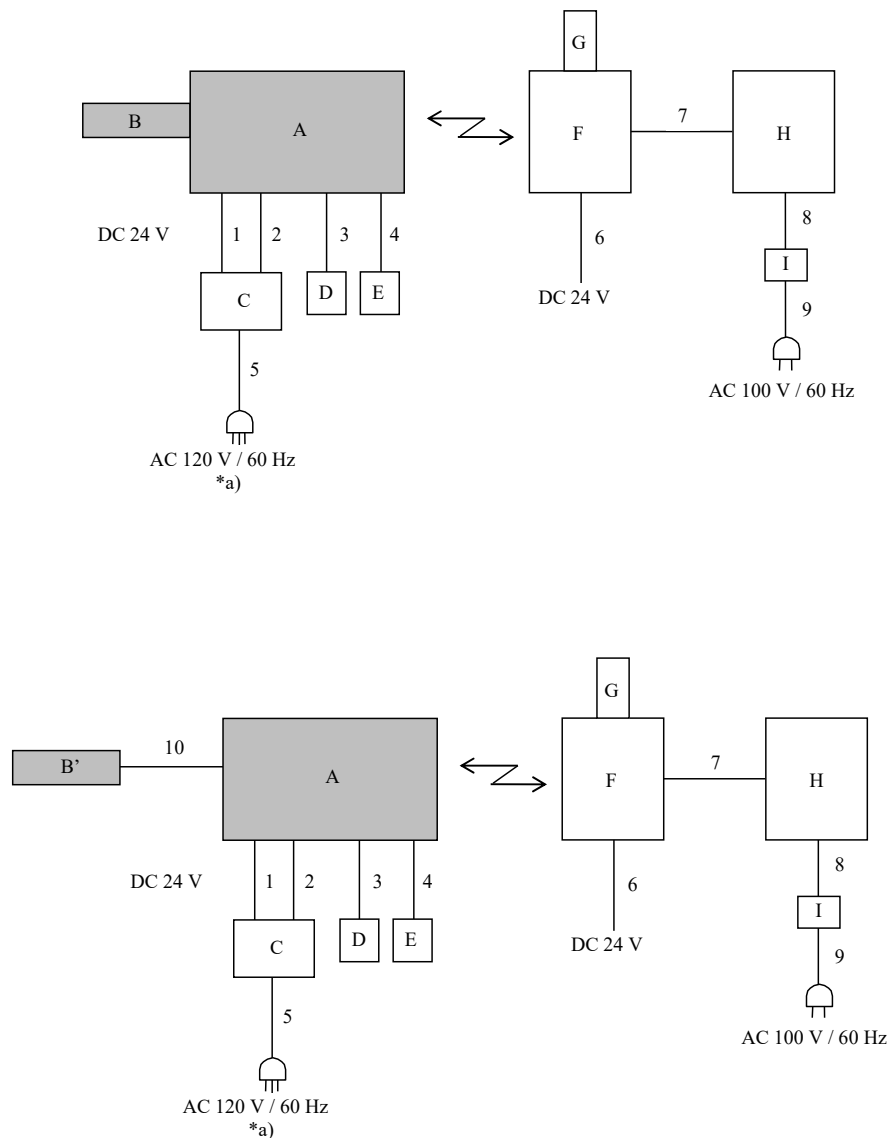 G
B
A
F
7
H
DC 24 V
1
2
3
4
6
8
C
D
E
I
DC 24 V
9
5
AC 100 V / 60 Hz
AC 120 V / 60 Hz
*a)
G
B’
10
A
F
7
H
DC 24 V
1
2
3
4
6
8
C
D
E
I
DC 24 V
9
5
AC 100 V / 60 Hz
AC 120 V / 60 Hz
*a)